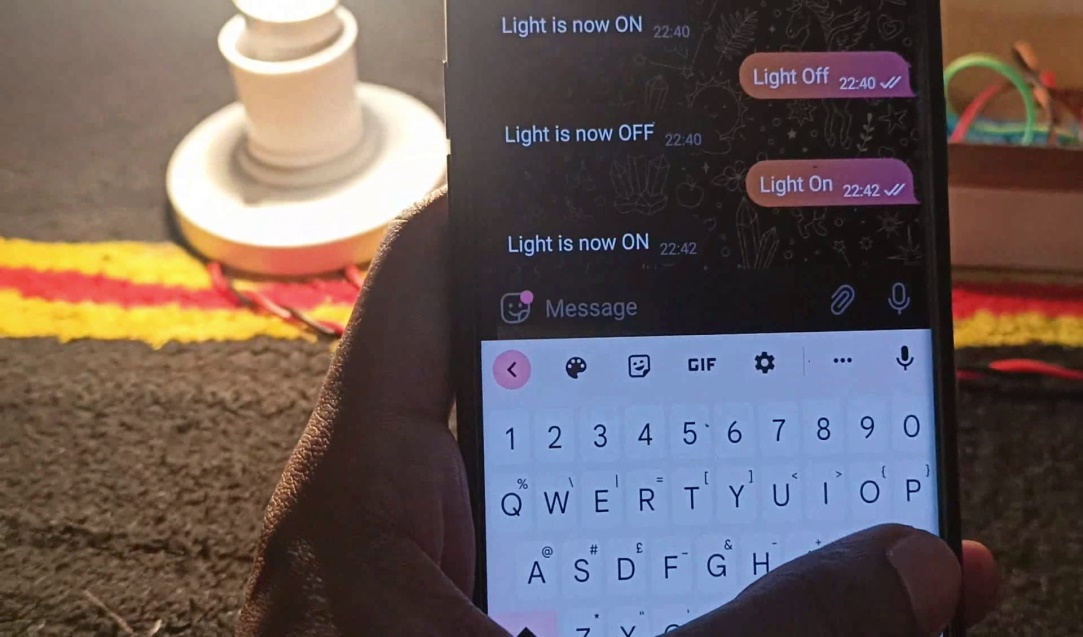 Light is now ON 22:40
Light Off 22:40
Light is now OFF 22:40
Light On 22:42
Light is now ON 22:42
Message
GIF
1 2 3 4 5 6 7 8 9 0
% \ | = [ ] < > { }
Q W E R T Y U I O P
@ # £ - & - +
A S D F G H
* "  '
Z X C